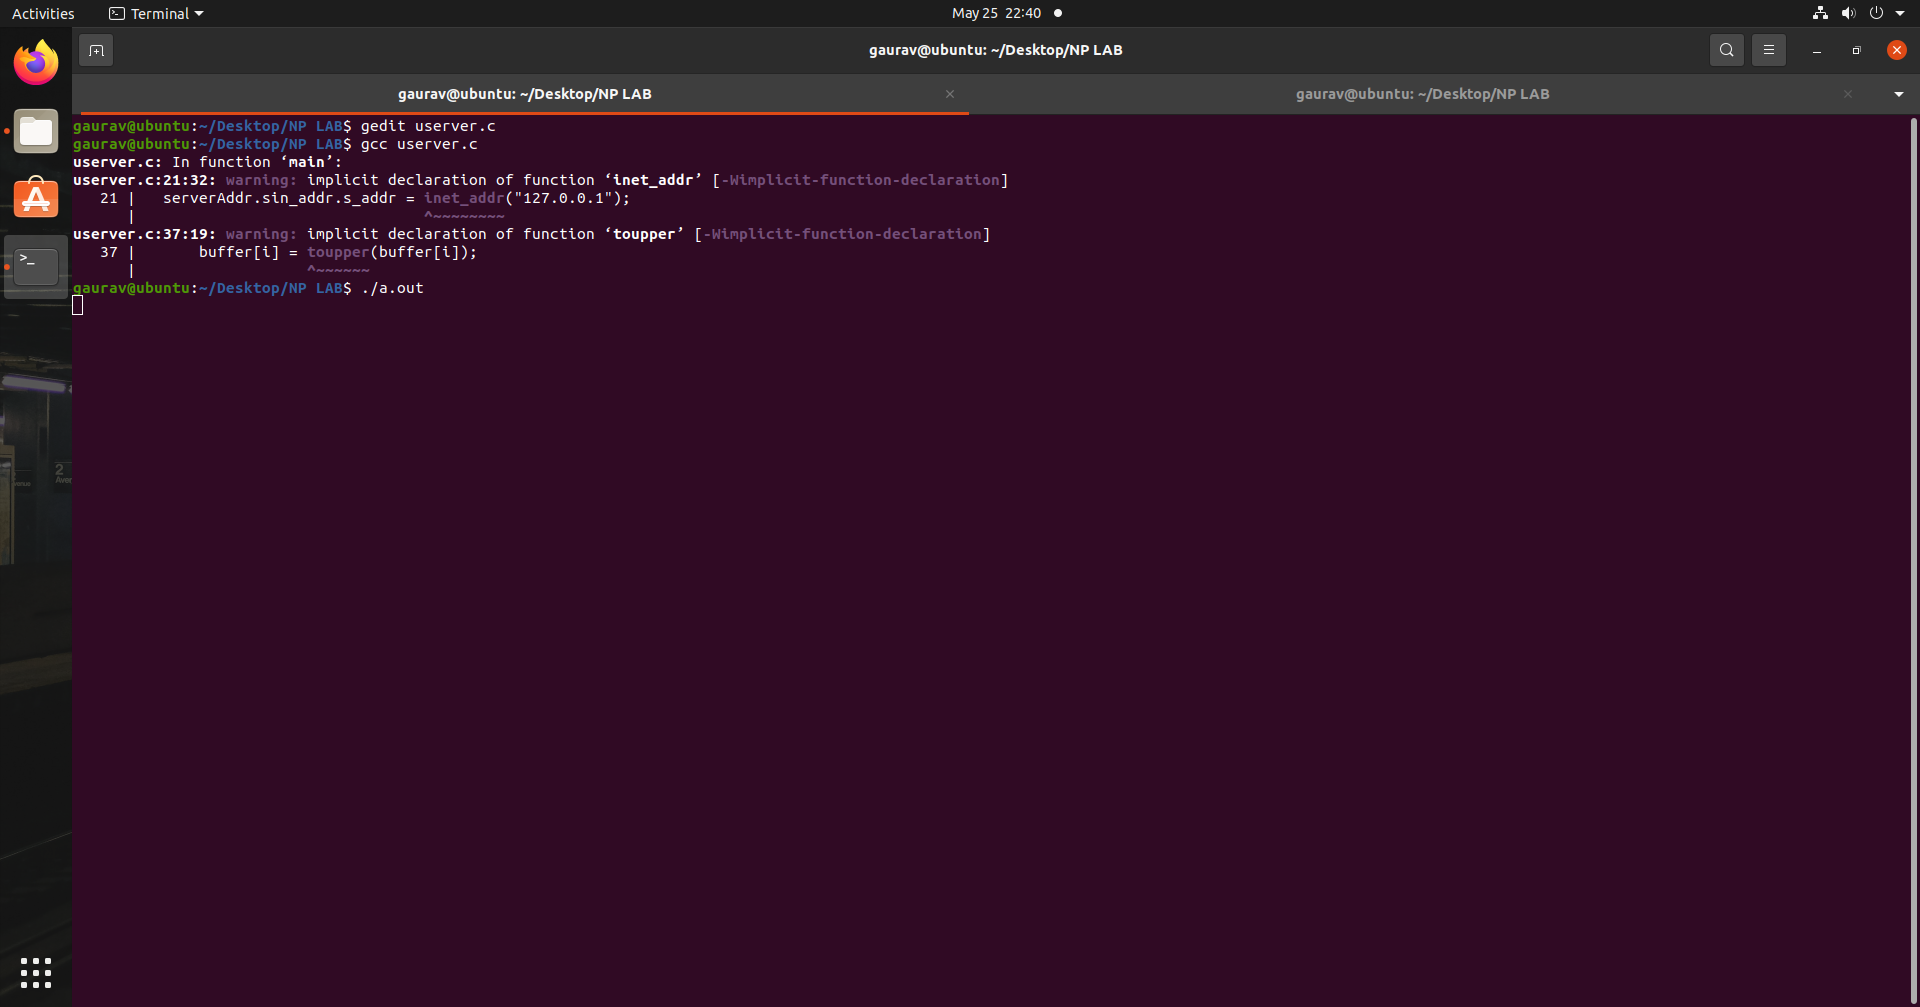 Activities
Terminal
May 25 22:40
gaurav@ubuntu: ~/Desktop/NP LAB
gaurav@ubuntu: ~/Desktop/NP LAB
gaurav@ubuntu: ~/Desktop/NP LAB
gaurav@ubuntu:~/Desktop/NP LAB$ gedit userver.c
gaurav@ubuntu:~/Desktop/NP LAB$ gcc userver.c
userver.c: In function ‘main’:
userver.c:21:32: warning: implicit declaration of function ‘inet_addr’ [-Wimplicit-function-declaration]
   21 |   serverAddr.sin_addr.s_addr = inet_addr("127.0.0.1");
      |                                ^~~~~~~~~
userver.c:37:19: warning: implicit declaration of function ‘toupper’ [-Wimplicit-function-declaration]
   37 |       buffer[i] = toupper(buffer[i]);
      |                   ^~~~~~~
gaurav@ubuntu:~/Desktop/NP LAB$ ./a.out
2